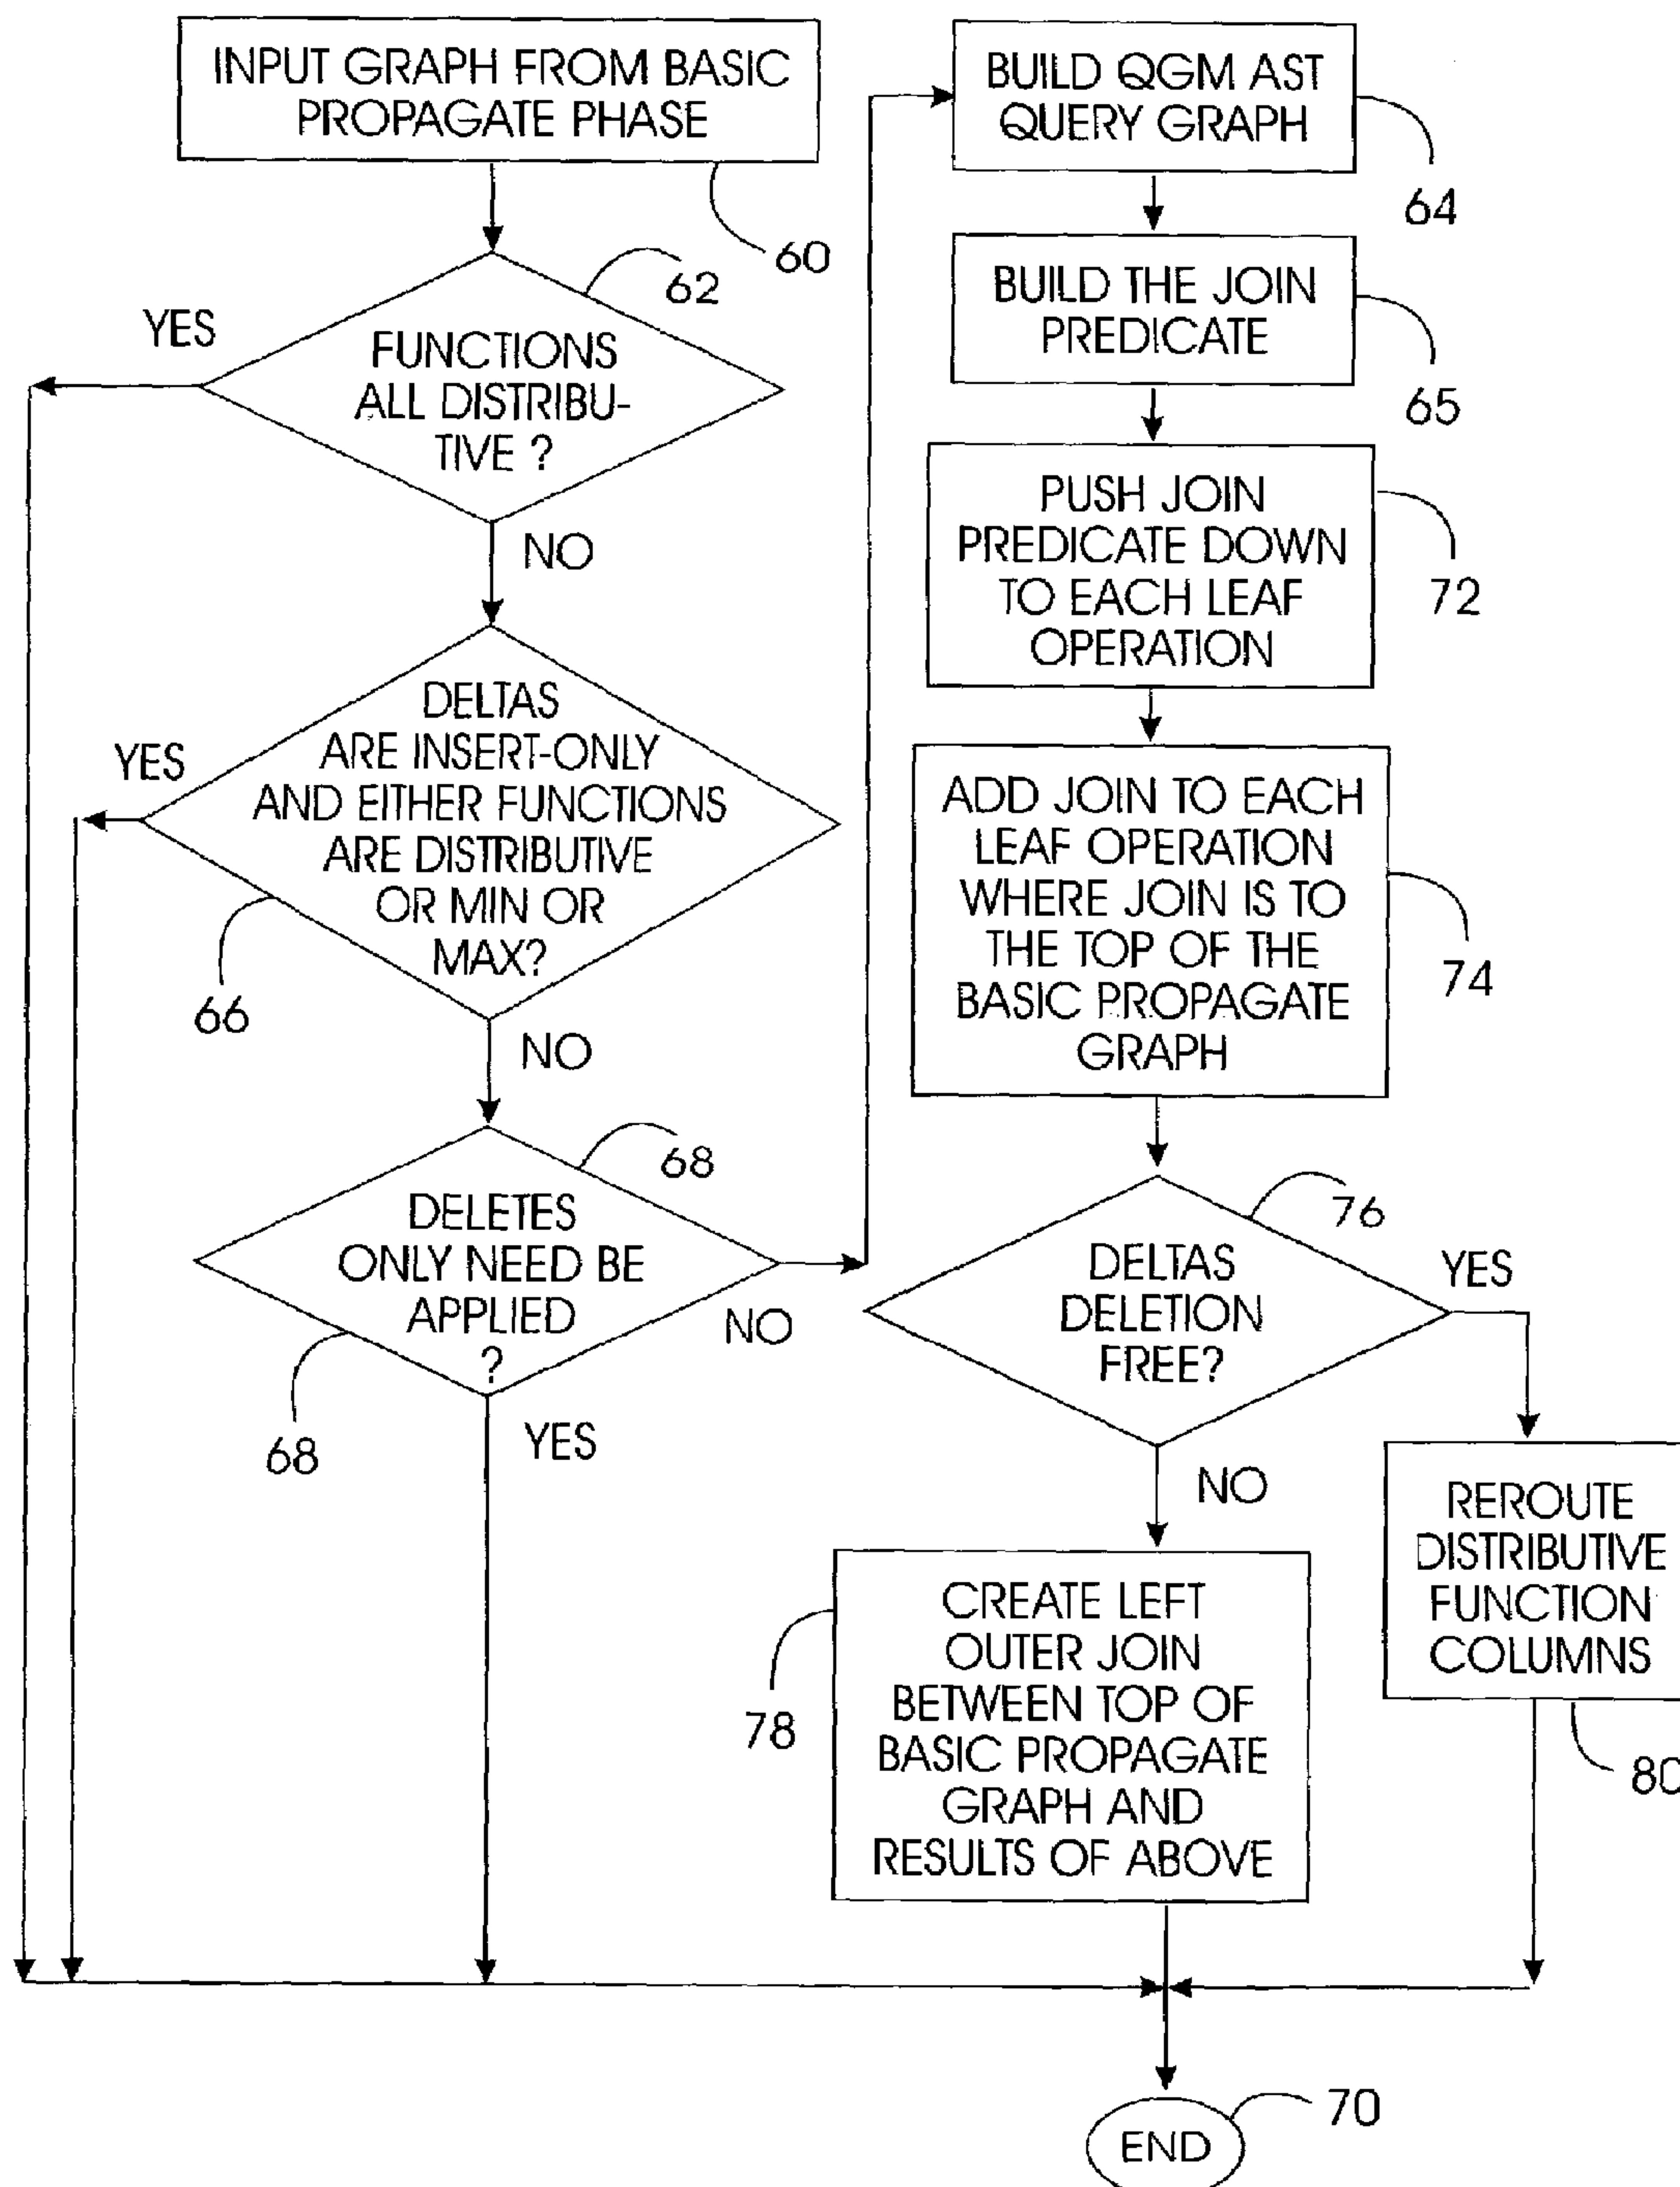 INPUT GRAPH FROM BASIC
PROPAGATE PHASE
60
62
YES
FUNCTIONS
ALL DISTRIBU-
TIVE ?
NO
DELTAS
ARE INSERT-ONLY
AND EITHER FUNCTIONS
ARE DISTRIBUTIVE
OR MIN OR
MAX?
YES
66
NO
68
DELETES
ONLY NEED BE
APPLIED
?
NO
68
YES
BUILD QGM AST
QUERY GRAPH
64
BUILD THE JOIN
PREDICATE
65
PUSH JOIN
PREDICATE DOWN
TO EACH LEAF
OPERATION
72
ADD JOIN TO EACH
LEAF OPERATION
WHERE JOIN IS TO
THE TOP OF THE
BASIC PROPAGATE
GRAPH
74
76
DELTAS
DELETION
FREE?
YES
NO
REROUTE
DISTRIBUTIVE
FUNCTION
COLUMNS
80
CREATE LEFT
OUTER JOIN
BETWEEN TOP OF
BASIC PROPAGATE
GRAPH AND
RESULTS OF ABOVE
78
70
END